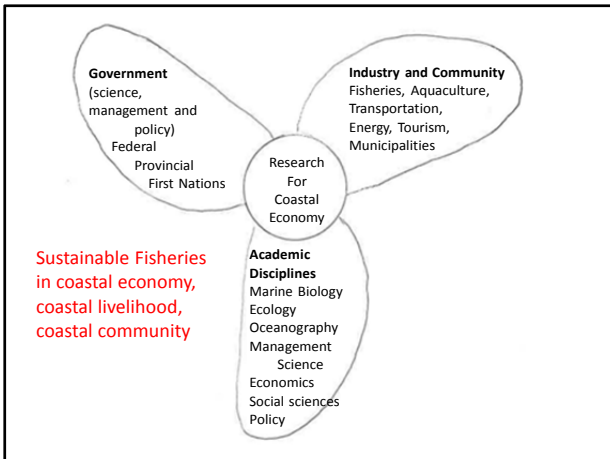 Government
(science,
management and
policy)
Federal
Provincial
First Nations
Industry and Community
Fisheries, Aquaculture,
Transportation,
Energy, Tourism,
Municipalities
Research
For
Coastal
Economy
Sustainable Fisheries
in coastal economy,
coastal livelihood,
coastal community
Academic
Disciplines
Marine Biology
Ecology
Oceanography
Management
Science
Economics
Social sciences
Policy